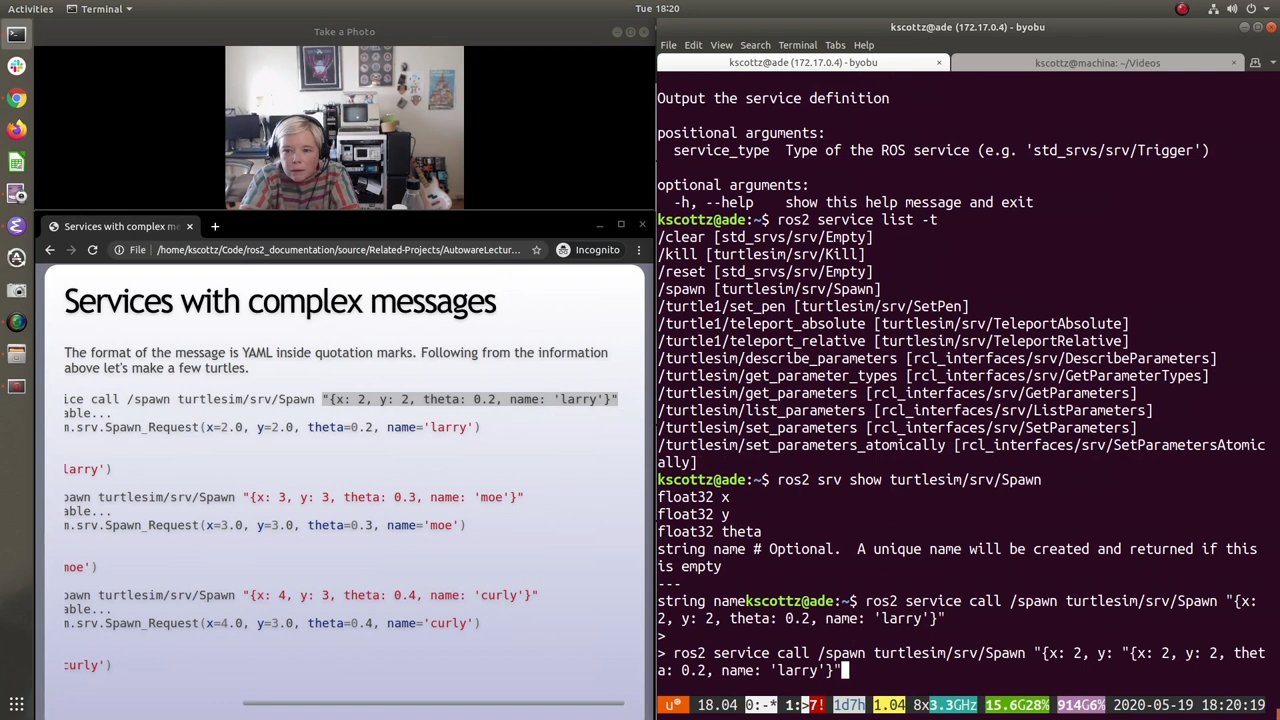 Activities
Terminal
Tue 18:20
Take a Photo
Services with complex me
File
/home/kscottz/Code/ros2_documentation/source/Related-Projects/AutowareLectur...
Incognito
Services with complex messages
The format of the message is YAML inside quotation marks. Following from the information
above let's make a few turtles.
ice call /spawn turtlesim/srv/Spawn "{x: 2, y: 2, theta: 0.2, name: 'larry'}"
able...
m.srv.Spawn_Request(x=2.0, y=2.0, theta=0.2, name='larry')
larry')
pawn turtlesim/srv/Spawn "{x: 3, y: 3, theta: 0.3, name: 'moe'}"
able...
m.srv.Spawn_Request(x=3.0, y=3.0, theta=0.3, name='moe')
moe')
pawn turtlesim/srv/Spawn "{x: 4, y: 3, theta: 0.4, name: 'curly'}"
able...
m.srv.Spawn_Request(x=4.0, y=3.0, theta=0.4, name='curly')
curly')
kscottz@ade (172.17.0.4) - byobu
File Edit View Search Terminal Tabs Help
kscottz@ade (172.17.0.4) - byobu
kscottz@machina: ~/Videos
Output the service definition
positional arguments:
service_type Type of the ROS service (e.g. 'std_srvs/srv/Trigger')
optional arguments:
-h, --help show this help message and exit
kscottz@ade:~$ ros2 service list -t
/clear [std_srvs/srv/Empty]
/kill [turtlesim/srv/Kill]
/reset [std_srvs/srv/Empty]
/spawn [turtlesim/srv/Spawn]
/turtle1/set_pen [turtlesim/srv/SetPen]
/turtle1/teleport_absolute [turtlesim/srv/TeleportAbsolute]
/turtle1/teleport_relative [turtlesim/srv/TeleportRelative]
/turtlesim/describe_parameters [rcl_interfaces/srv/DescribeParameters]
/turtlesim/get_parameter_types [rcl_interfaces/srv/GetParameterTypes]
/turtlesim/get_parameters [rcl_interfaces/srv/GetParameters]
/turtlesim/list_parameters [rcl_interfaces/srv/ListParameters]
/turtlesim/set_parameters [rcl_interfaces/srv/SetParameters]
/turtlesim/set_parameters_atomically [rcl_interfaces/srv/SetParametersAtomic
ally]
kscottz@ade:~$ ros2 srv show turtlesim/srv/Spawn
float32 x
float32 y
float32 theta
string name # Optional. A unique name will be created and returned if this
is empty
---
string namekscottz@ade:~$ ros2 service call /spawn turtlesim/srv/Spawn "{x:
2, y: 2, theta: 0.2, name: 'larry'}"
>
> ros2 service call /spawn turtlesim/srv/Spawn "{x: 2, y: "{x: 2, y: 2, thet
a: 0.2, name: 'larry'}"
u 18.04 0:-* 1:>7! 1d7h 1.04 8x3.3GHz 15.6G28% 914G6% 2020-05-19 18:20:19